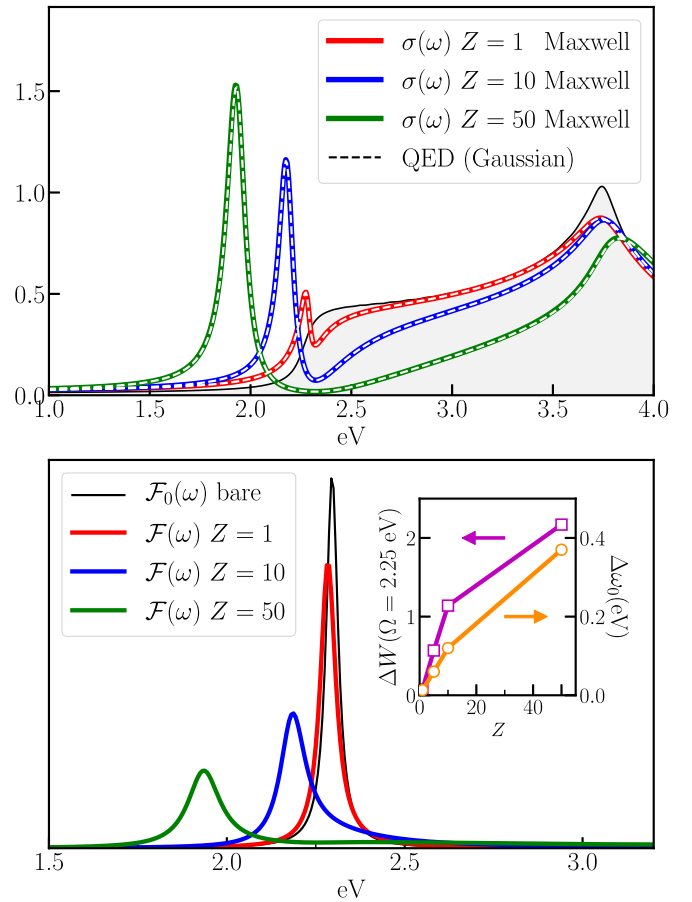 σ(ω) Z = 1 Maxwell
σ(ω) Z = 10 Maxwell
σ(ω) Z = 50 Maxwell
QED (Gaussian)
1.5
1.0
0.5
0.0
1.0 1.5 2.0 2.5 3.0 3.5 4.0
eV
ℱ₀(ω) bare
ℱ(ω) Z = 1
ℱ(ω) Z = 10
ℱ(ω) Z = 50
ΔW(Ω = 2.25 eV)
2
1
0
0.4
0.2
0.0
Δω₀(eV)
0 20 40
Z
1.5 2.0 2.5 3.0
eV